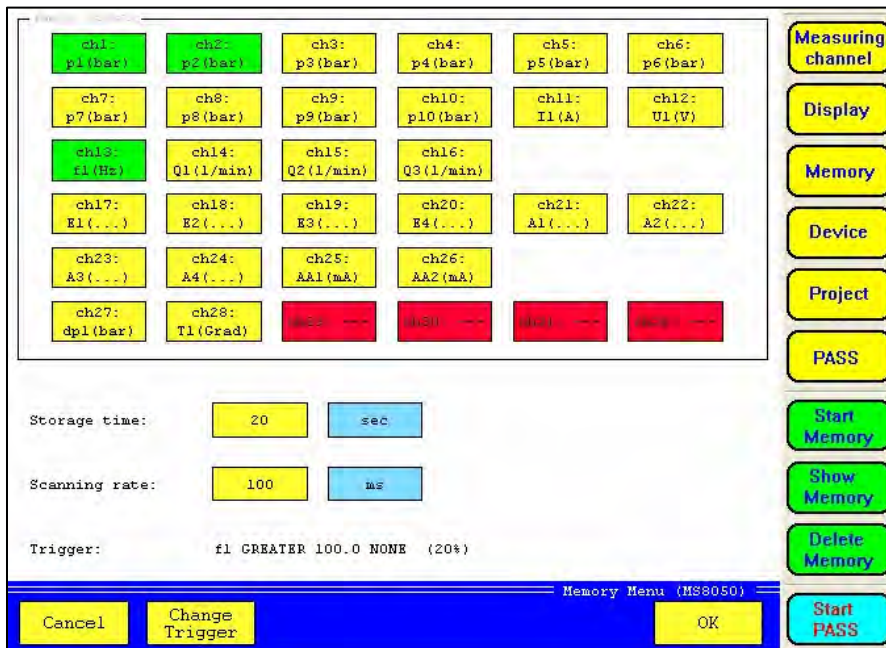 ch1: ch2: ch3: ch4: ch5: ch6:
p1(bar) p2(bar) p3(bar) p4(bar) p5(bar) p6(bar)
ch7: ch8: ch9: ch10: ch11: ch12:
p7(bar) p8(bar) p9(bar) p10(bar) I1(A) U1(V)
ch13: ch14: ch15: ch16:
f1(Hz) Q1(l/min) Q2(l/min) Q3(l/min)
ch17: ch18: ch19: ch20: ch21: ch22:
E1(...) E2(...) E3(...) E4(...) A1(...) A2(...)
ch23: ch24: ch25: ch26:
A3(...) A4(...) AA1(mA) AA2(mA)
ch27: ch28:
dp1(bar) T1(Grad)
Storage time: 20 sec
Scanning rate: 100 ms
Trigger: f1 GREATER 100.0 NONE (20%)
Memory Menu (MS8050)
Cancel
Change
Trigger
OK
Measuring
channel
Display
Memory
Device
Project
PASS
Start
Memory
Show
Memory
Delete
Memory
Start
PASS